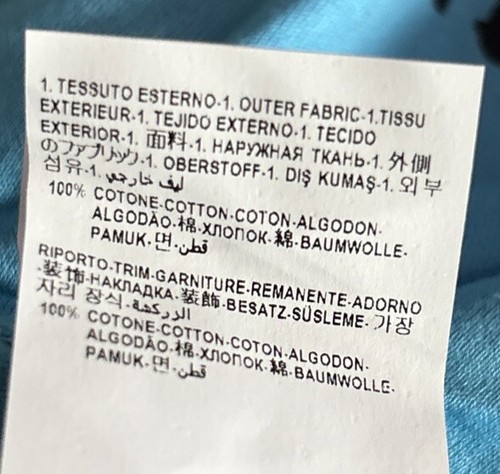 1. TESSUTO ESTERNO-1. OUTER FABRIC-1.TISSU
EXTERIEUR-1. TEJIDO EXTERNO-1. TECIDO
EXTERIOR-1. 面料-1. НАРУЖНАЯ ТКАНЬ-1. 外側
のファブリック-1. OBERSTOFF-1. DIŞ KUMAŞ-1. 외부
섬유-1. ليف خارجي
100% COTONE-COTTON-COTON-ALGODON-
ALGODÃO-棉-ХЛОПОК-綿-BAUMWOLLE-
PAMUK-면-قطن
RIPORTO-TRIM-GARNITURE-REMANENTE-ADORNO
-装饰-НАКЛАДКА-装飾-BESATZ-SÜSLEME-가장
자리 장식-الزركشة
100% COTONE-COTTON-COTON-ALGODON-
ALGODÃO-棉-ХЛОПОК-綿-BAUMWOLLE-
PAMUK-면-قطن